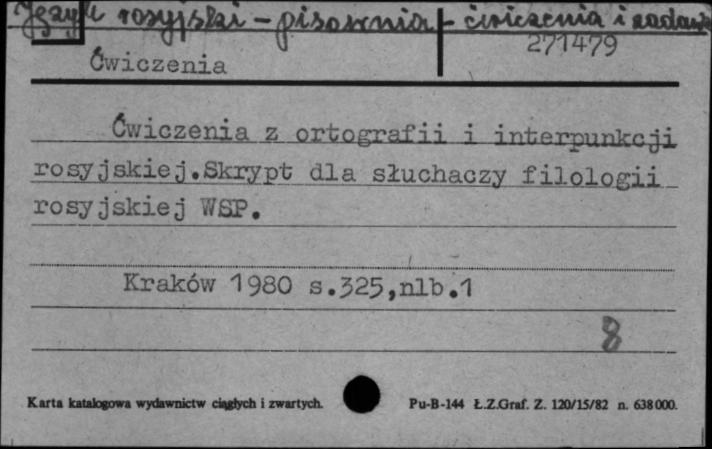 Język rosyjski - pisownia - ćwiczenia i zadania
271479
Ćwiczenia
Ćwiczenia z ortografii i interpunkcji
rosyjskiej.Skrypt dla słuchaczy filologii
rosyjskiej WSP.
Kraków 1980 s.325,nlb.1
8
Karta katalogowa wydawnictw ciągłych i zwartych. Pu-B-144 Ł.Z.Graf. Z. 120/15/82 n. 638000.